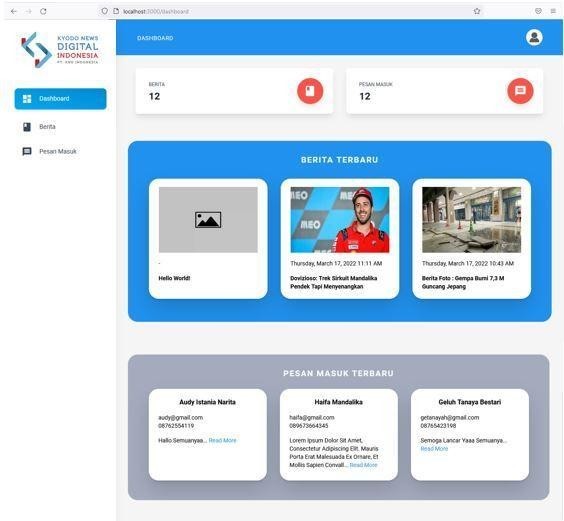 localhost:3000/dashboard
KYODO NEWS
DIGITAL
INDONESIA
PT. KND INDONESIA
DASHBOARD
Dashboard
Berita
Pesan Masuk
BERITA
12
PESAN MASUK
12
BERITA TERBARU
-
Hello World!
MEO
MEO
Thursday, March 17, 2022 11:11 AM
Dovizioso: Trek Sirkuit Mandalika
Pendek Tapi Menyenangkan
Thursday, March 17, 2022 10:43 AM
Berita Foto : Gempa Bumi 7,3 M
Guncang Jepang
PESAN MASUK TERBARU
Audy Istania Narita
audy@gmail.com
08762554119
Hallo Semuanyaa... Read More
Haifa Mandalika
haifa@gmail.com
089673664345
Lorem Ipsum Dolor Sit Amet,
Consectetur Adipiscing Elit. Mauris
Porta Erat Malesuada Ex Ornare, Et
Mollis Sapien Convall... Read More
Geluh Tanaya Bestari
getanayah@gmail.com
08765423198
Semoga Lancar Yaaa Semuanya...
Read More